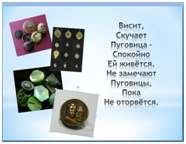 Висит,
Скучает
Пуговица -
Спокойно
Ей живётся.
Не замечают
Пуговицы,
Пока
Не оторвётся.